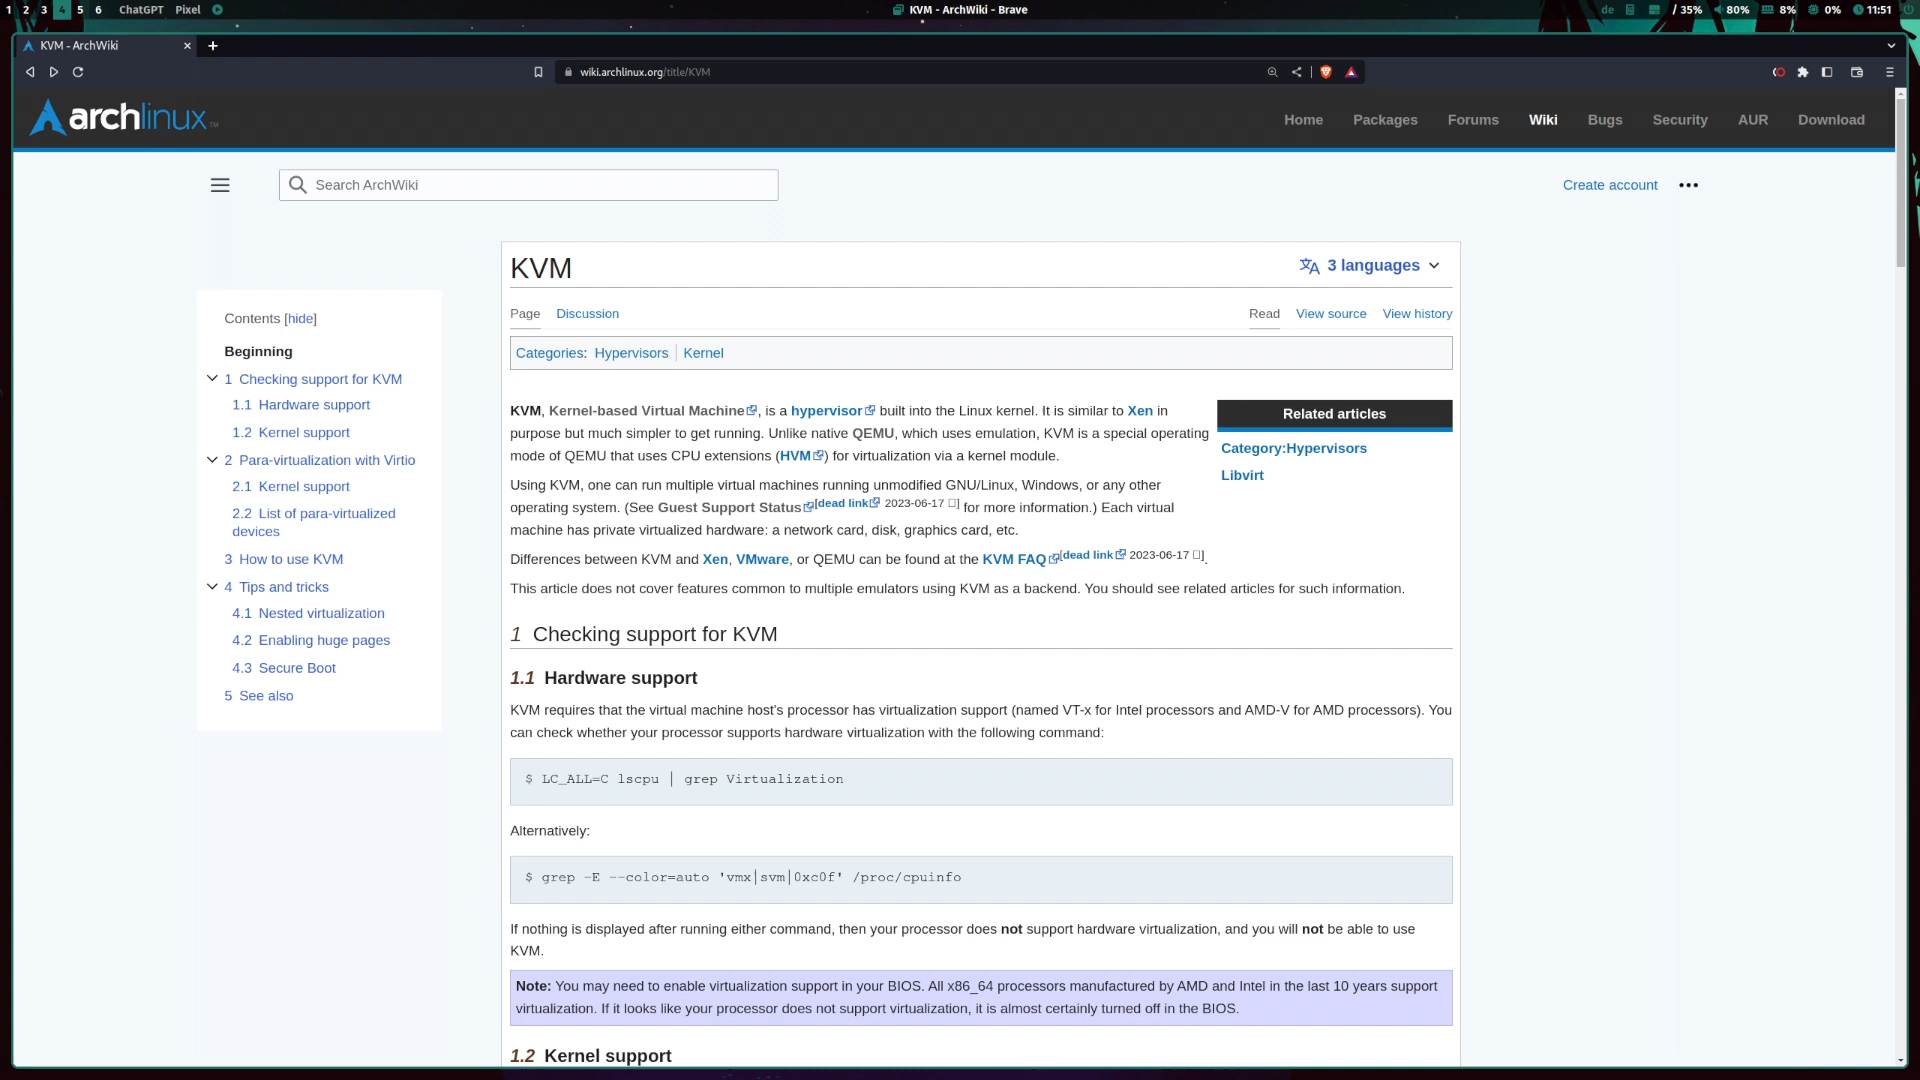 1 2 3 4 5 6 ChatGPT Pixel
KVM - ArchWiki - Brave
de / 35% 80% 8% 0% 11:51
KVM - ArchWiki
wiki.archlinux.org/title/KVM
archlinux™
Home Packages Forums Wiki Bugs Security AUR Download
Search ArchWiki
Create account
KVM
3 languages
Page Discussion
Read View source View history
Categories: Hypervisors Kernel
Contents [hide]
Beginning
1 Checking support for KVM
1.1 Hardware support
1.2 Kernel support
2 Para-virtualization with Virtio
2.1 Kernel support
2.2 List of para-virtualized
devices
3 How to use KVM
4 Tips and tricks
4.1 Nested virtualization
4.2 Enabling huge pages
4.3 Secure Boot
5 See also
KVM, Kernel-based Virtual Machine, is a hypervisor built into the Linux kernel. It is similar to Xen in
purpose but much simpler to get running. Unlike native QEMU, which uses emulation, KVM is a special operating
mode of QEMU that uses CPU extensions (HVM) for virtualization via a kernel module.
Related articles
Category:Hypervisors
Libvirt
Using KVM, one can run multiple virtual machines running unmodified GNU/Linux, Windows, or any other
operating system. (See Guest Support Status[dead link 2023-06-17] for more information.) Each virtual
machine has private virtualized hardware: a network card, disk, graphics card, etc.
Differences between KVM and Xen, VMware, or QEMU can be found at the KVM FAQ[dead link 2023-06-17].
This article does not cover features common to multiple emulators using KVM as a backend. You should see related articles for such information.
1 Checking support for KVM
1.1 Hardware support
KVM requires that the virtual machine host's processor has virtualization support (named VT-x for Intel processors and AMD-V for AMD processors). You
can check whether your processor supports hardware virtualization with the following command:
$ LC_ALL=C lscpu | grep Virtualization
Alternatively:
$ grep -E --color=auto 'vmx|svm|0xc0f' /proc/cpuinfo
If nothing is displayed after running either command, then your processor does not support hardware virtualization, and you will not be able to use
KVM.
Note: You may need to enable virtualization support in your BIOS. All x86_64 processors manufactured by AMD and Intel in the last 10 years support
virtualization. If it looks like your processor does not support virtualization, it is almost certainly turned off in the BIOS.
1.2 Kernel support